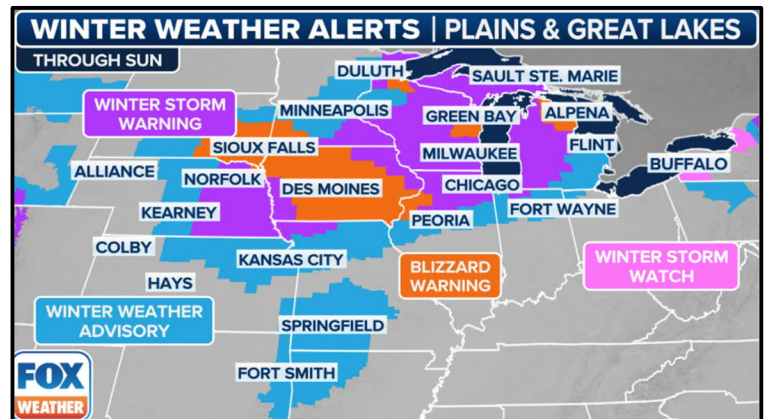 WINTER WEATHER ALERTS | PLAINS & GREAT LAKES
THROUGH SUN
DULUTH
SAULT STE. MARIE
WINTER STORM
WARNING
MINNEAPOLIS
GREEN BAY
ALPENA
SIOUX FALLS
MILWAUKEE
FLINT
BUFFALO
ALLIANCE
NORFOLK
DES MOINES
CHICAGO
KEARNEY
PEORIA
FORT WAYNE
COLBY
KANSAS CITY
BLIZZARD
WARNING
WINTER STORM
WATCH
HAYS
WINTER WEATHER
ADVISORY
SPRINGFIELD
FORT SMITH
FOX
WEATHER